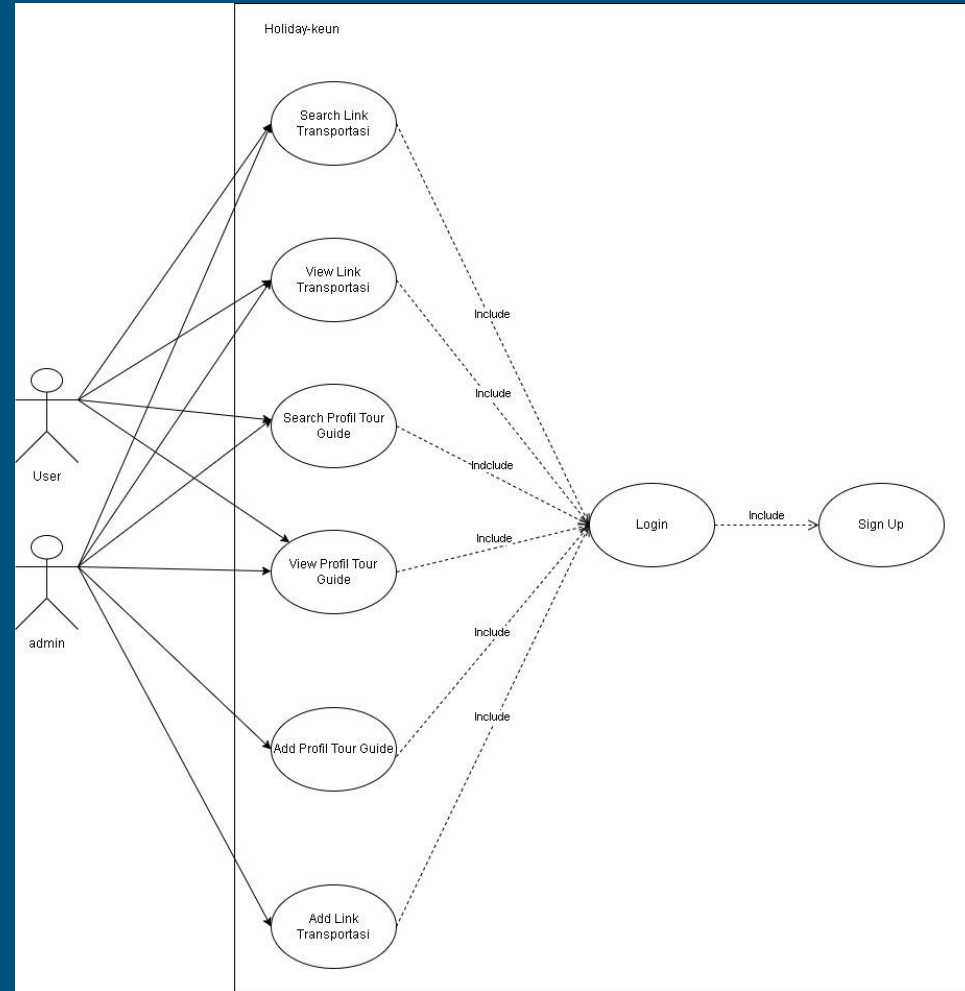 Holiday-keun
Search Link
Transportasi
View Link
Transportasi
Include
Include
Search Profil Tour
Guide
User
Indclude
Login
Include
Sign Up
Include
View Profil Tour
Guide
admin
Include
Add Profil Tour Guide
Include
Add Link
Transportasi